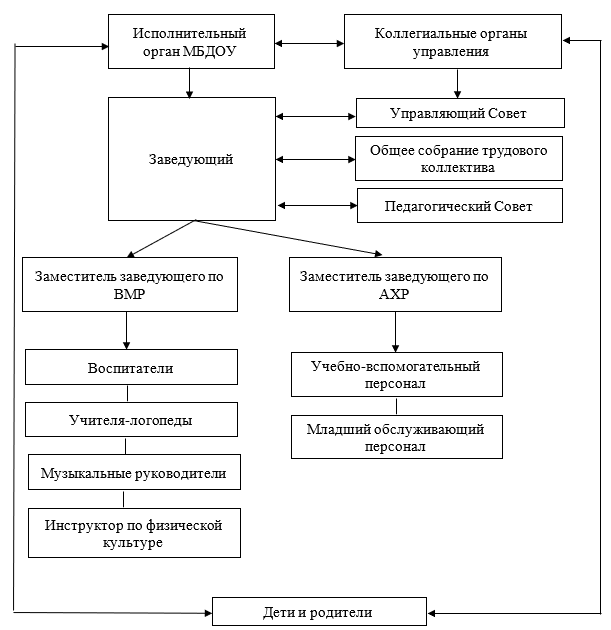 Исполнительный
орган МБДОУ
Коллегиальные органы
управления
Заведующий
Управляющий Совет
Общее собрание трудового
коллектива
Педагогический Совет
Заместитель заведующего по
ВМР
Заместитель заведующего по
АХР
Воспитатели
Учителя-логопеды
Музыкальные руководители
Инструктор по физической
культуре
Учебно-вспомогательный
персонал
Младший обслуживающий
персонал
Дети и родители